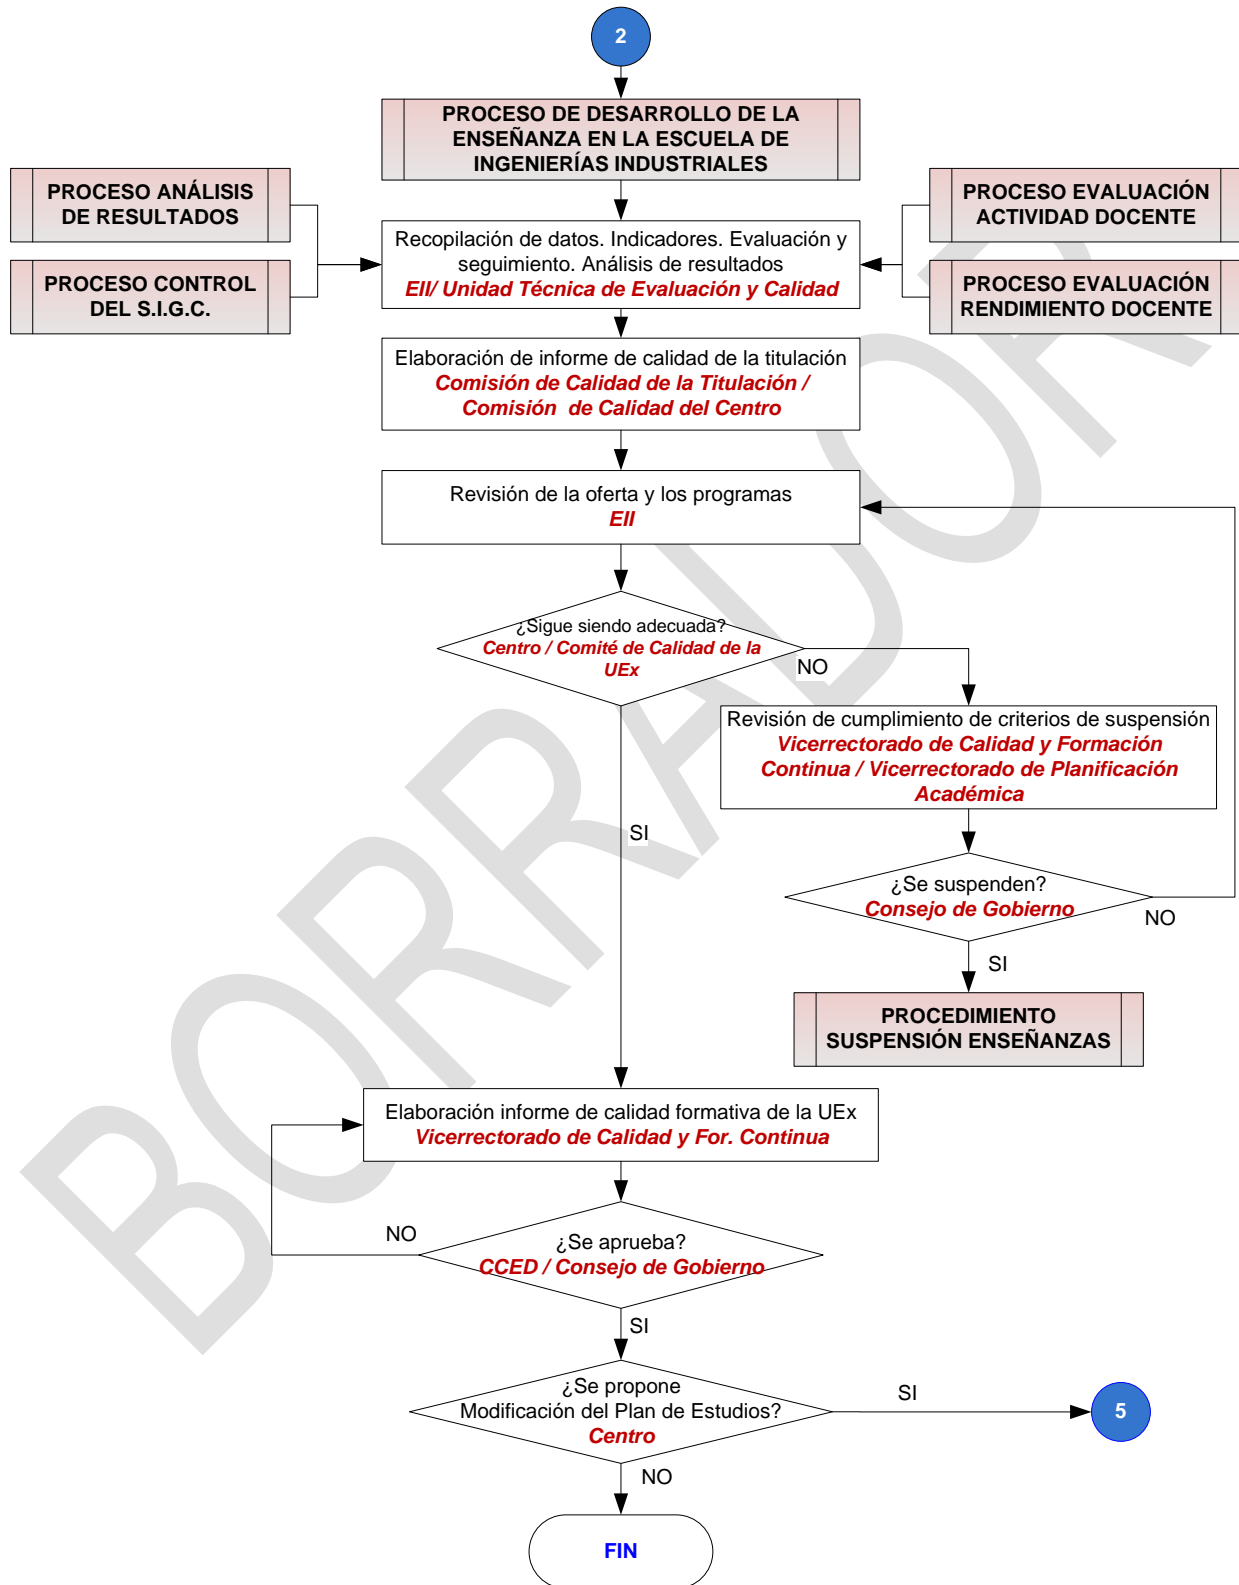 2
PROCESO DE DESARROLLO DE LA
ENSEÑANZA EN LA ESCUELA DE
INGENIERÍAS INDUSTRIALES
PROCESO ANÁLISIS
DE RESULTADOS
PROCESO CONTROL
DEL S.I.G.C.
Recopilación de datos. Indicadores. Evaluación y
seguimiento. Análisis de resultados
EII/ Unidad Técnica de Evaluación y Calidad
PROCESO EVALUACIÓN
ACTIVIDAD DOCENTE
PROCESO EVALUACIÓN
RENDIMIENTO DOCENTE
Elaboración de informe de calidad de la titulación
Comisión de Calidad de la Titulación /
Comisión de Calidad del Centro
Revisión de la oferta y los programas
EII
¿Sigue siendo adecuada?
Centro / Comité de Calidad de la
UEx
NO
Revisión de cumplimiento de criterios de suspensión
Vicerrectorado de Calidad y Formación
Continua / Vicerrectorado de Planificación
Académica
SI
¿Se suspenden?
Consejo de Gobierno
NO
SI
PROCEDIMIENTO
SUSPENSIÓN ENSEÑANZAS
Elaboración informe de calidad formativa de la UEx
Vicerrectorado de Calidad y For. Continua
NO
¿Se aprueba?
CCED / Consejo de Gobierno
SI
¿Se propone
Modificación del Plan de Estudios?
Centro
SI
5
NO
FIN
BORRADOR